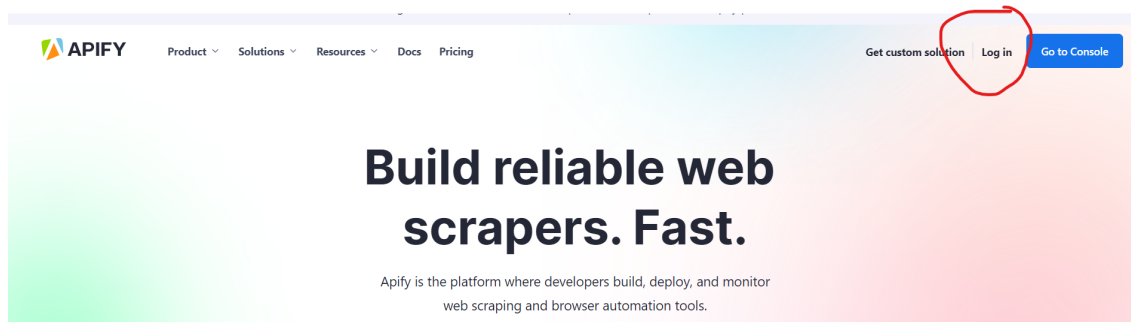 APIFY Product Solutions Resources Docs Pricing Get custom solution Log in Go to Console
Build reliable web
scrapers. Fast.
Apify is the platform where developers build, deploy, and monitor
web scraping and browser automation tools.